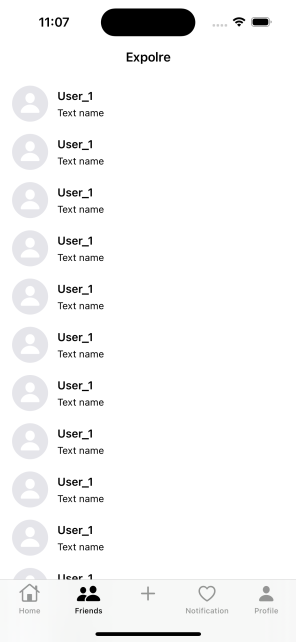 11:07
Expolre
User_1
Text name
User_1
Text name
User_1
Text name
User_1
Text name
User_1
Text name
User_1
Text name
User_1
Text name
User_1
Text name
User_1
Text name
User_1
Text name
User_1
Home
Friends
Notification
Profile